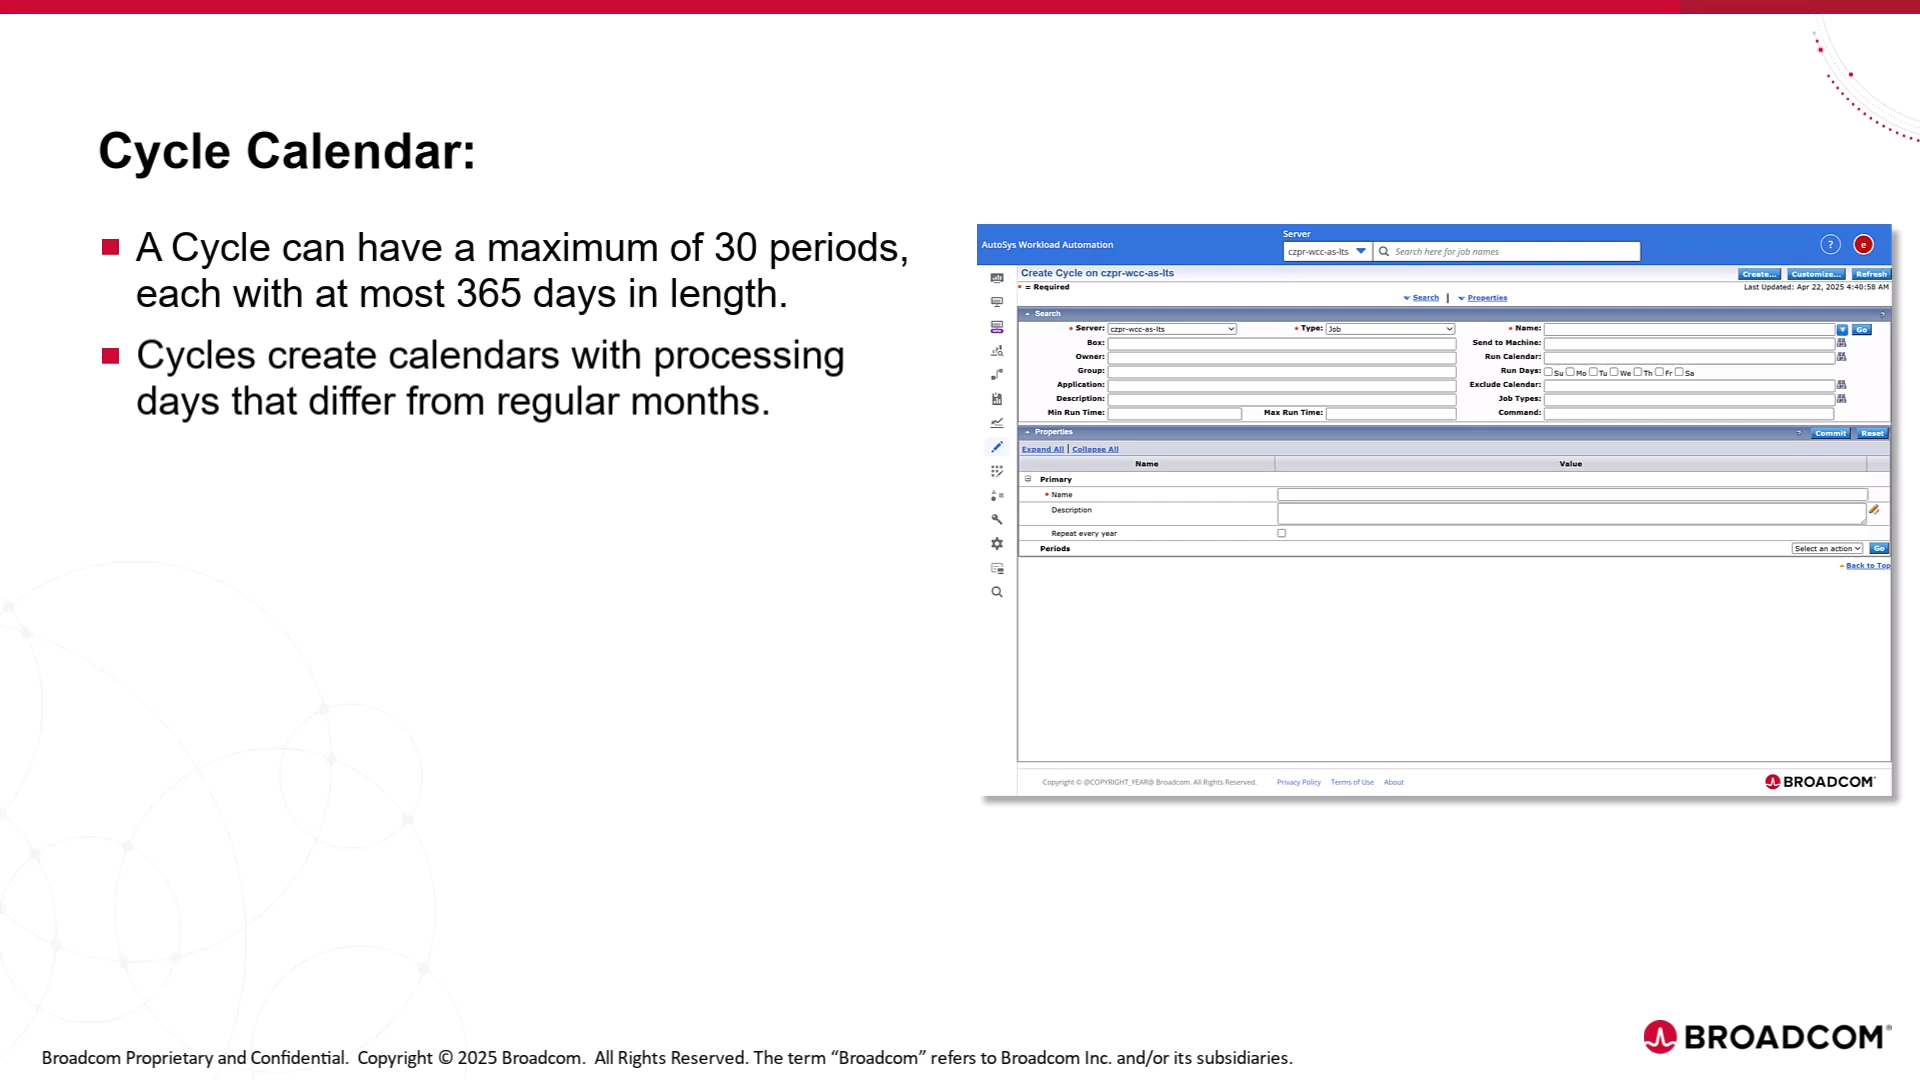 Cycle Calendar:
A Cycle can have a maximum of 30 periods,
each with at most 365 days in length.
Cycles create calendars with processing
days that differ from regular months.
AutoSys Workload Automation
Server
czpr-wcc-as-lts
Search here for job names
?
e
Create Cycle on czpr-wcc-as-lts
Create... Customize... Refresh
• = Required
Last Updated: Apr 22, 2025 4:40:58 AM
Search | Properties
Search
Server: czpr-wcc-as-lts Type: Job Name: Go
Box: Send to Machine:
Owner: Run Calendar:
Group: Run Days: Su Mo Tu We Th Fr Sa
Application: Exclude Calendar:
Description: Job Types:
Min Run Time: Max Run Time: Command:
Properties Commit Reset
Expand All | Collapse All
Name Value
Primary
Name
Description
Repeat every year
Periods Select an action Go
Back to Top
Copyright © @COPYRIGHT_YEAR@ Broadcom. All Rights Reserved. Privacy Policy Terms of Use About
BROADCOM
BROADCOM®
Broadcom Proprietary and Confidential. Copyright © 2025 Broadcom. All Rights Reserved. The term “Broadcom” refers to Broadcom Inc. and/or its subsidiaries.